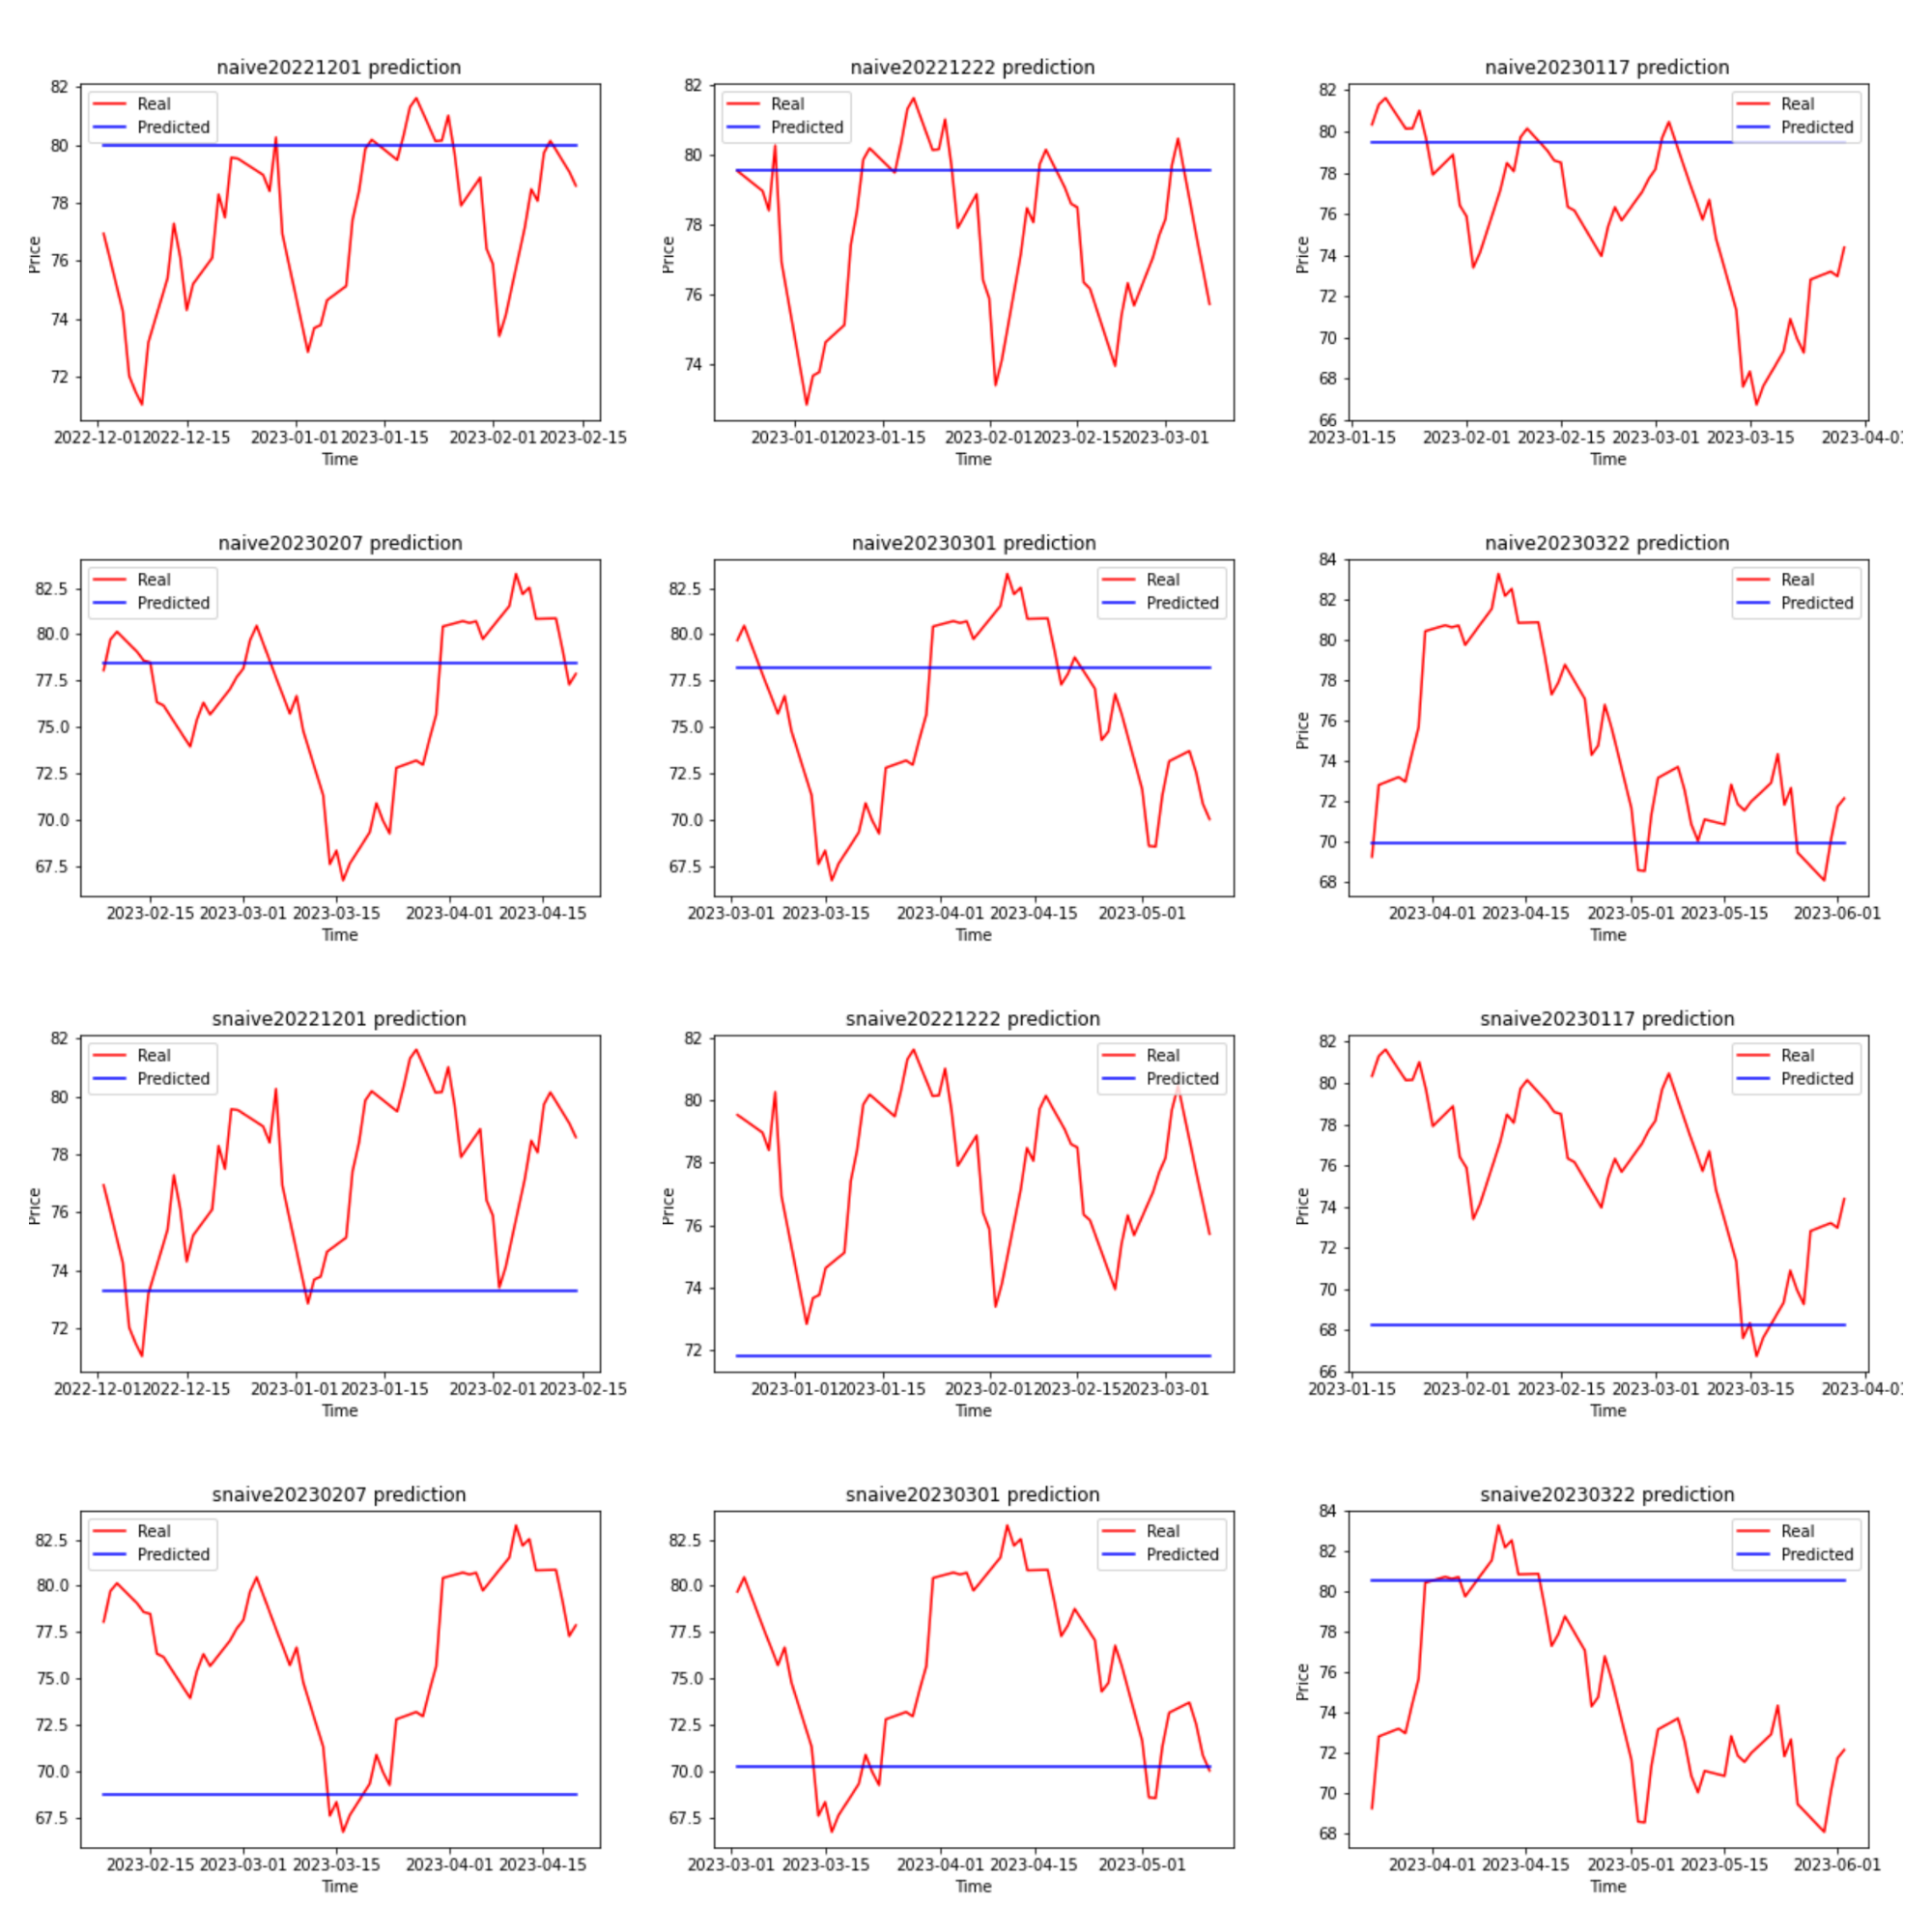 naive20221201 prediction
82
80
78
76
74
72
Price
Real
Predicted
2022-12-01 2022-12-15 2023-01-01 2023-01-15 2023-02-01 2023-02-15
Time
naive20221222 prediction
82
80
78
76
74
Price
Real
Predicted
2023-01-01 2023-01-15 2023-02-01 2023-02-15 2023-03-01
Time
naive20230117 prediction
82
80
78
76
74
72
70
68
66
Price
Real
Predicted
2023-01-15 2023-02-01 2023-02-15 2023-03-01 2023-03-15 2023-04-0
Time
naive20230207 prediction
82.5
80.0
77.5
75.0
72.5
70.0
67.5
Real
Predicted
2023-02-15 2023-03-01 2023-03-15 2023-04-01 2023-04-15
Time
naive20230301 prediction
82.5
80.0
77.5
75.0
72.5
70.0
67.5
Real
Predicted
2023-03-01 2023-03-15 2023-04-01 2023-04-15 2023-05-01
Time
naive20230322 prediction
84
82
80
78
76
74
72
70
68
Price
Real
Predicted
2023-04-01 2023-04-15 2023-05-01 2023-05-15 2023-06-01
Time
snaive20221201 prediction
82
80
78
76
74
72
Price
Real
Predicted
2022-12-01 2022-12-15 2023-01-01 2023-01-15 2023-02-01 2023-02-15
Time
snaive20221222 prediction
82
80
78
76
74
72
Price
Real
Predicted
2023-01-01 2023-01-15 2023-02-01 2023-02-15 2023-03-01
Time
snaive20230117 prediction
82
80
78
76
74
72
70
68
66
Price
Real
Predicted
2023-01-15 2023-02-01 2023-02-15 2023-03-01 2023-03-15 2023-04-0
Time
snaive20230207 prediction
82.5
80.0
77.5
75.0
72.5
70.0
67.5
Real
Predicted
2023-02-15 2023-03-01 2023-03-15 2023-04-01 2023-04-15
Time
snaive20230301 prediction
82.5
80.0
77.5
75.0
72.5
70.0
67.5
Real
Predicted
2023-03-01 2023-03-15 2023-04-01 2023-04-15 2023-05-01
Time
snaive20230322 prediction
84
82
80
78
76
74
72
70
68
Price
Real
Predicted
2023-04-01 2023-04-15 2023-05-01 2023-05-15 2023-06-01
Time